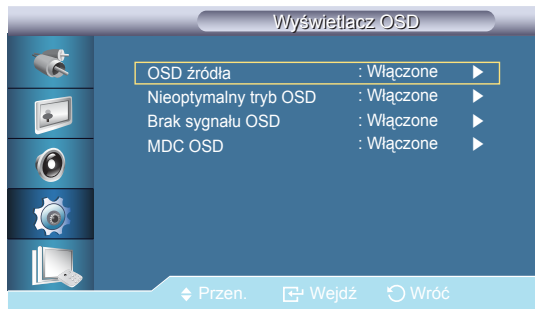 Wyświetlacz OSD
OSD źródła : Włączone
Nieoptymalny tryb OSD : Włączone
Brak sygnału OSD : Włączone
MDC OSD : Włączone
Przen. Wejdź Wróć